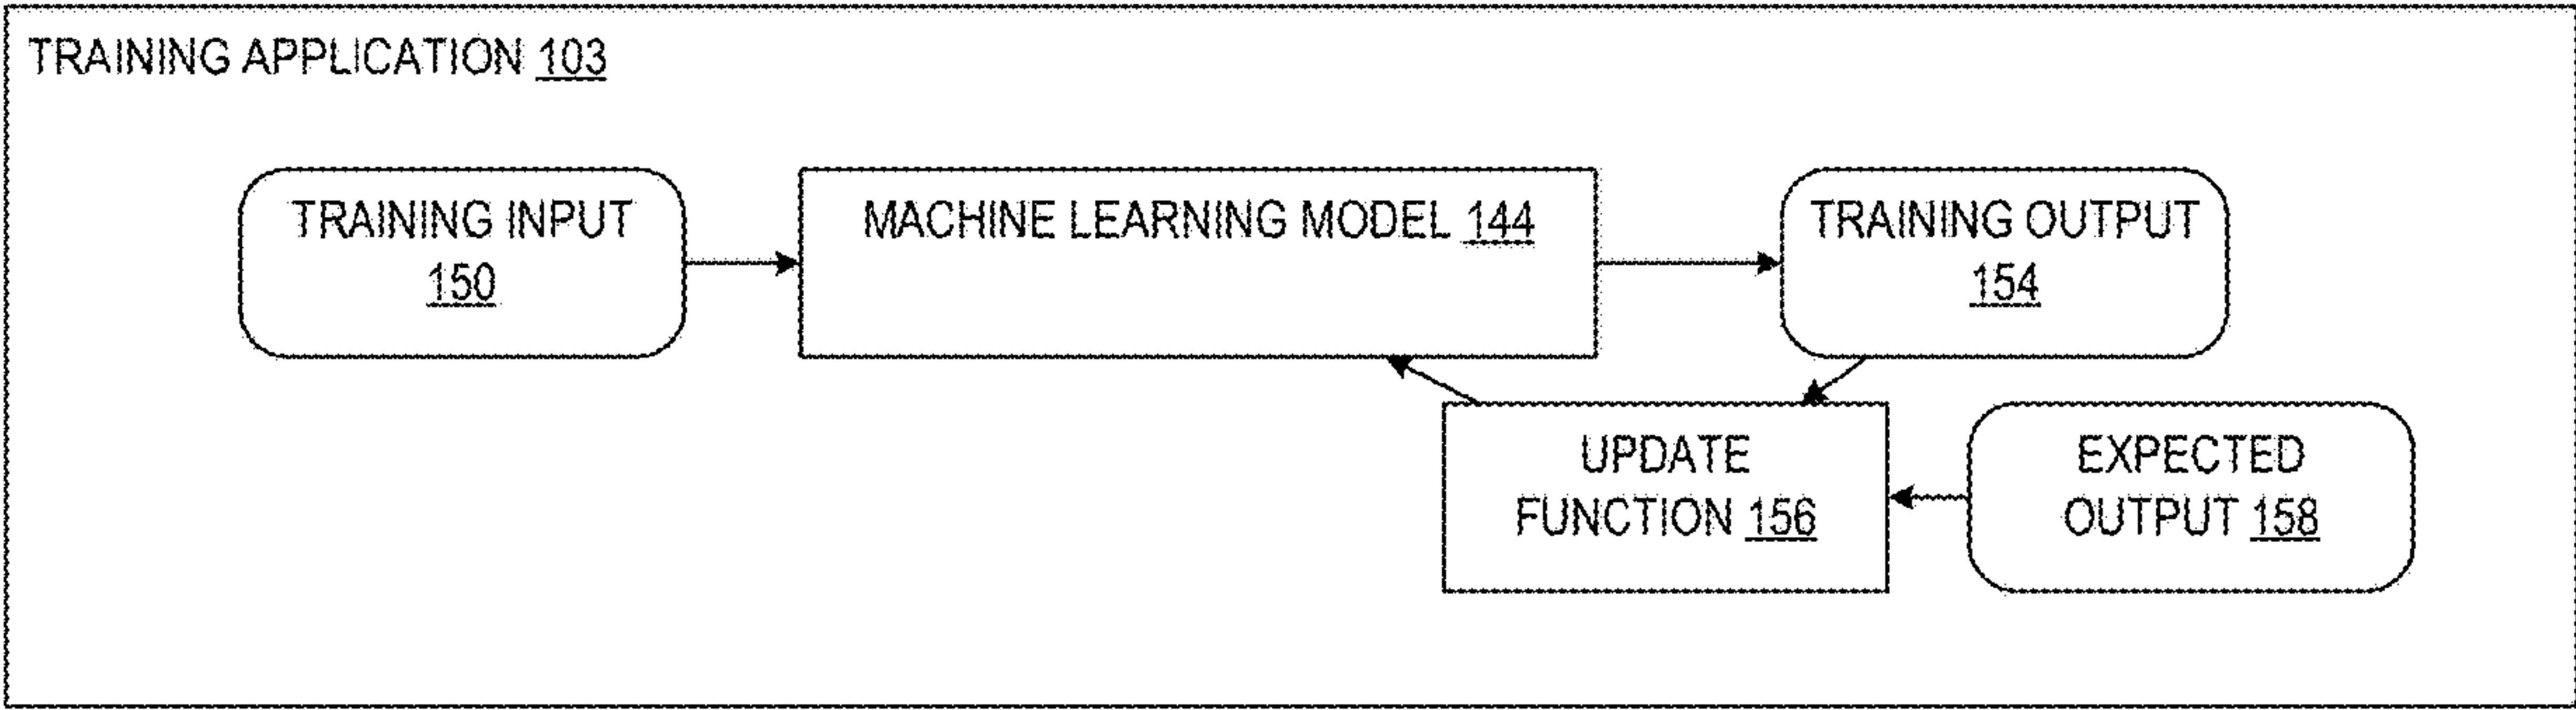 TRAINING APPLICATION 103
TRAINING INPUT
150
MACHINE LEARNING MODEL 144
TRAINING OUTPUT
154
UPDATE
FUNCTION 156
EXPECTED
OUTPUT 158